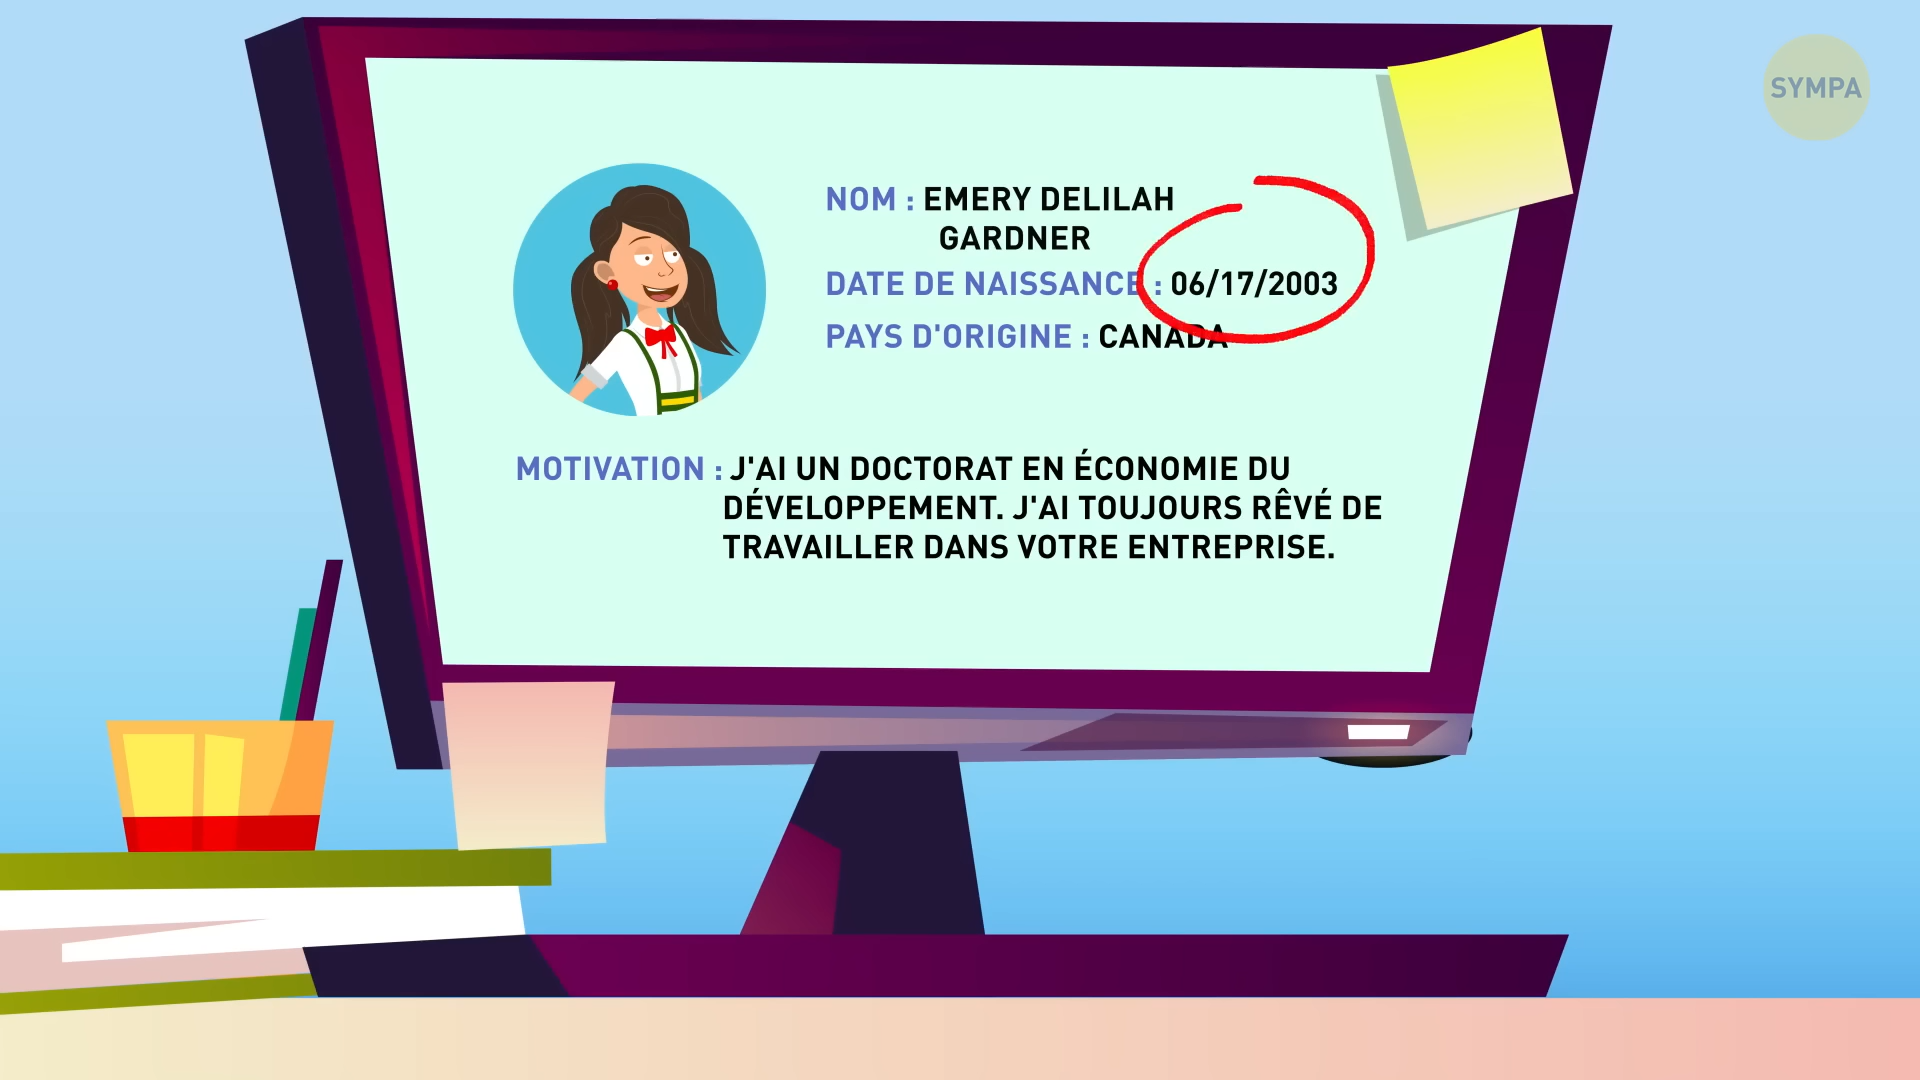 SYMPA
NOM : EMERY DELILAH
GARDNER
DATE DE NAISSANCE : 06/17/2003
PAYS D'ORIGINE : CANADA
MOTIVATION : J'AI UN DOCTORAT EN ÉCONOMIE DU
DÉVELOPPEMENT. J'AI TOUJOURS RÊVÉ DE
TRAVAILLER DANS VOTRE ENTREPRISE.